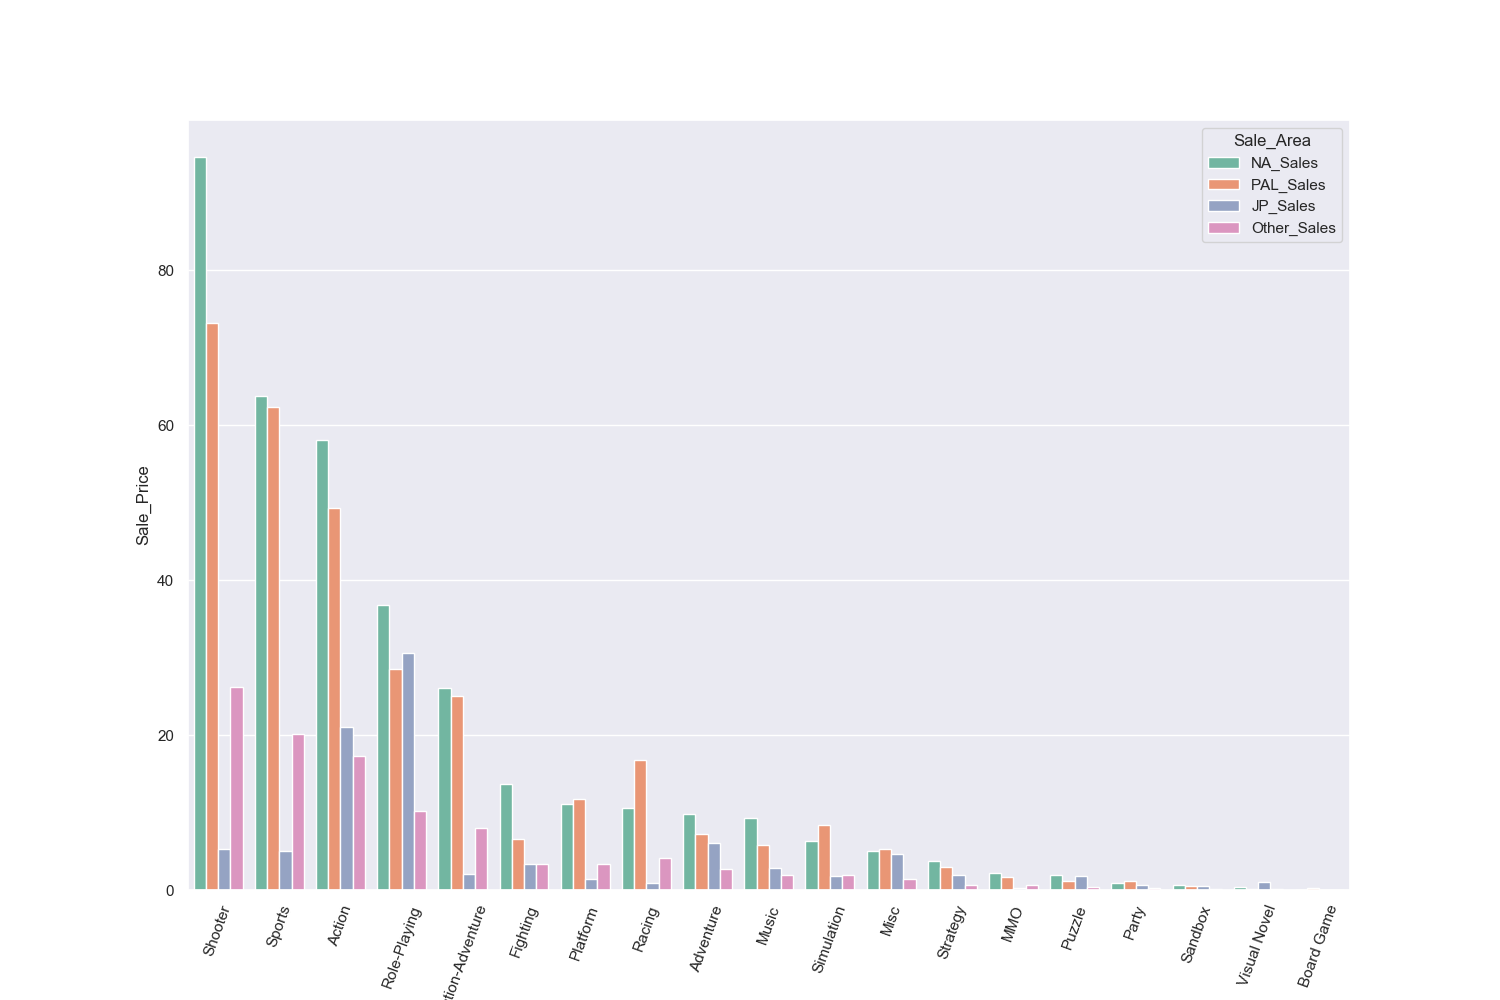 Sale_Area
NA_Sales
PAL_Sales
JP_Sales
Other_Sales
80
60
40
20
0
Sale_Price
Shooter
Sports
Action
Role-Playing
tion-Adventure
Fighting
Platform
Racing
Adventure
Music
Simulation
Misc
Strategy
MMO
Puzzle
Party
Sandbox
Visual Novel
Board Game